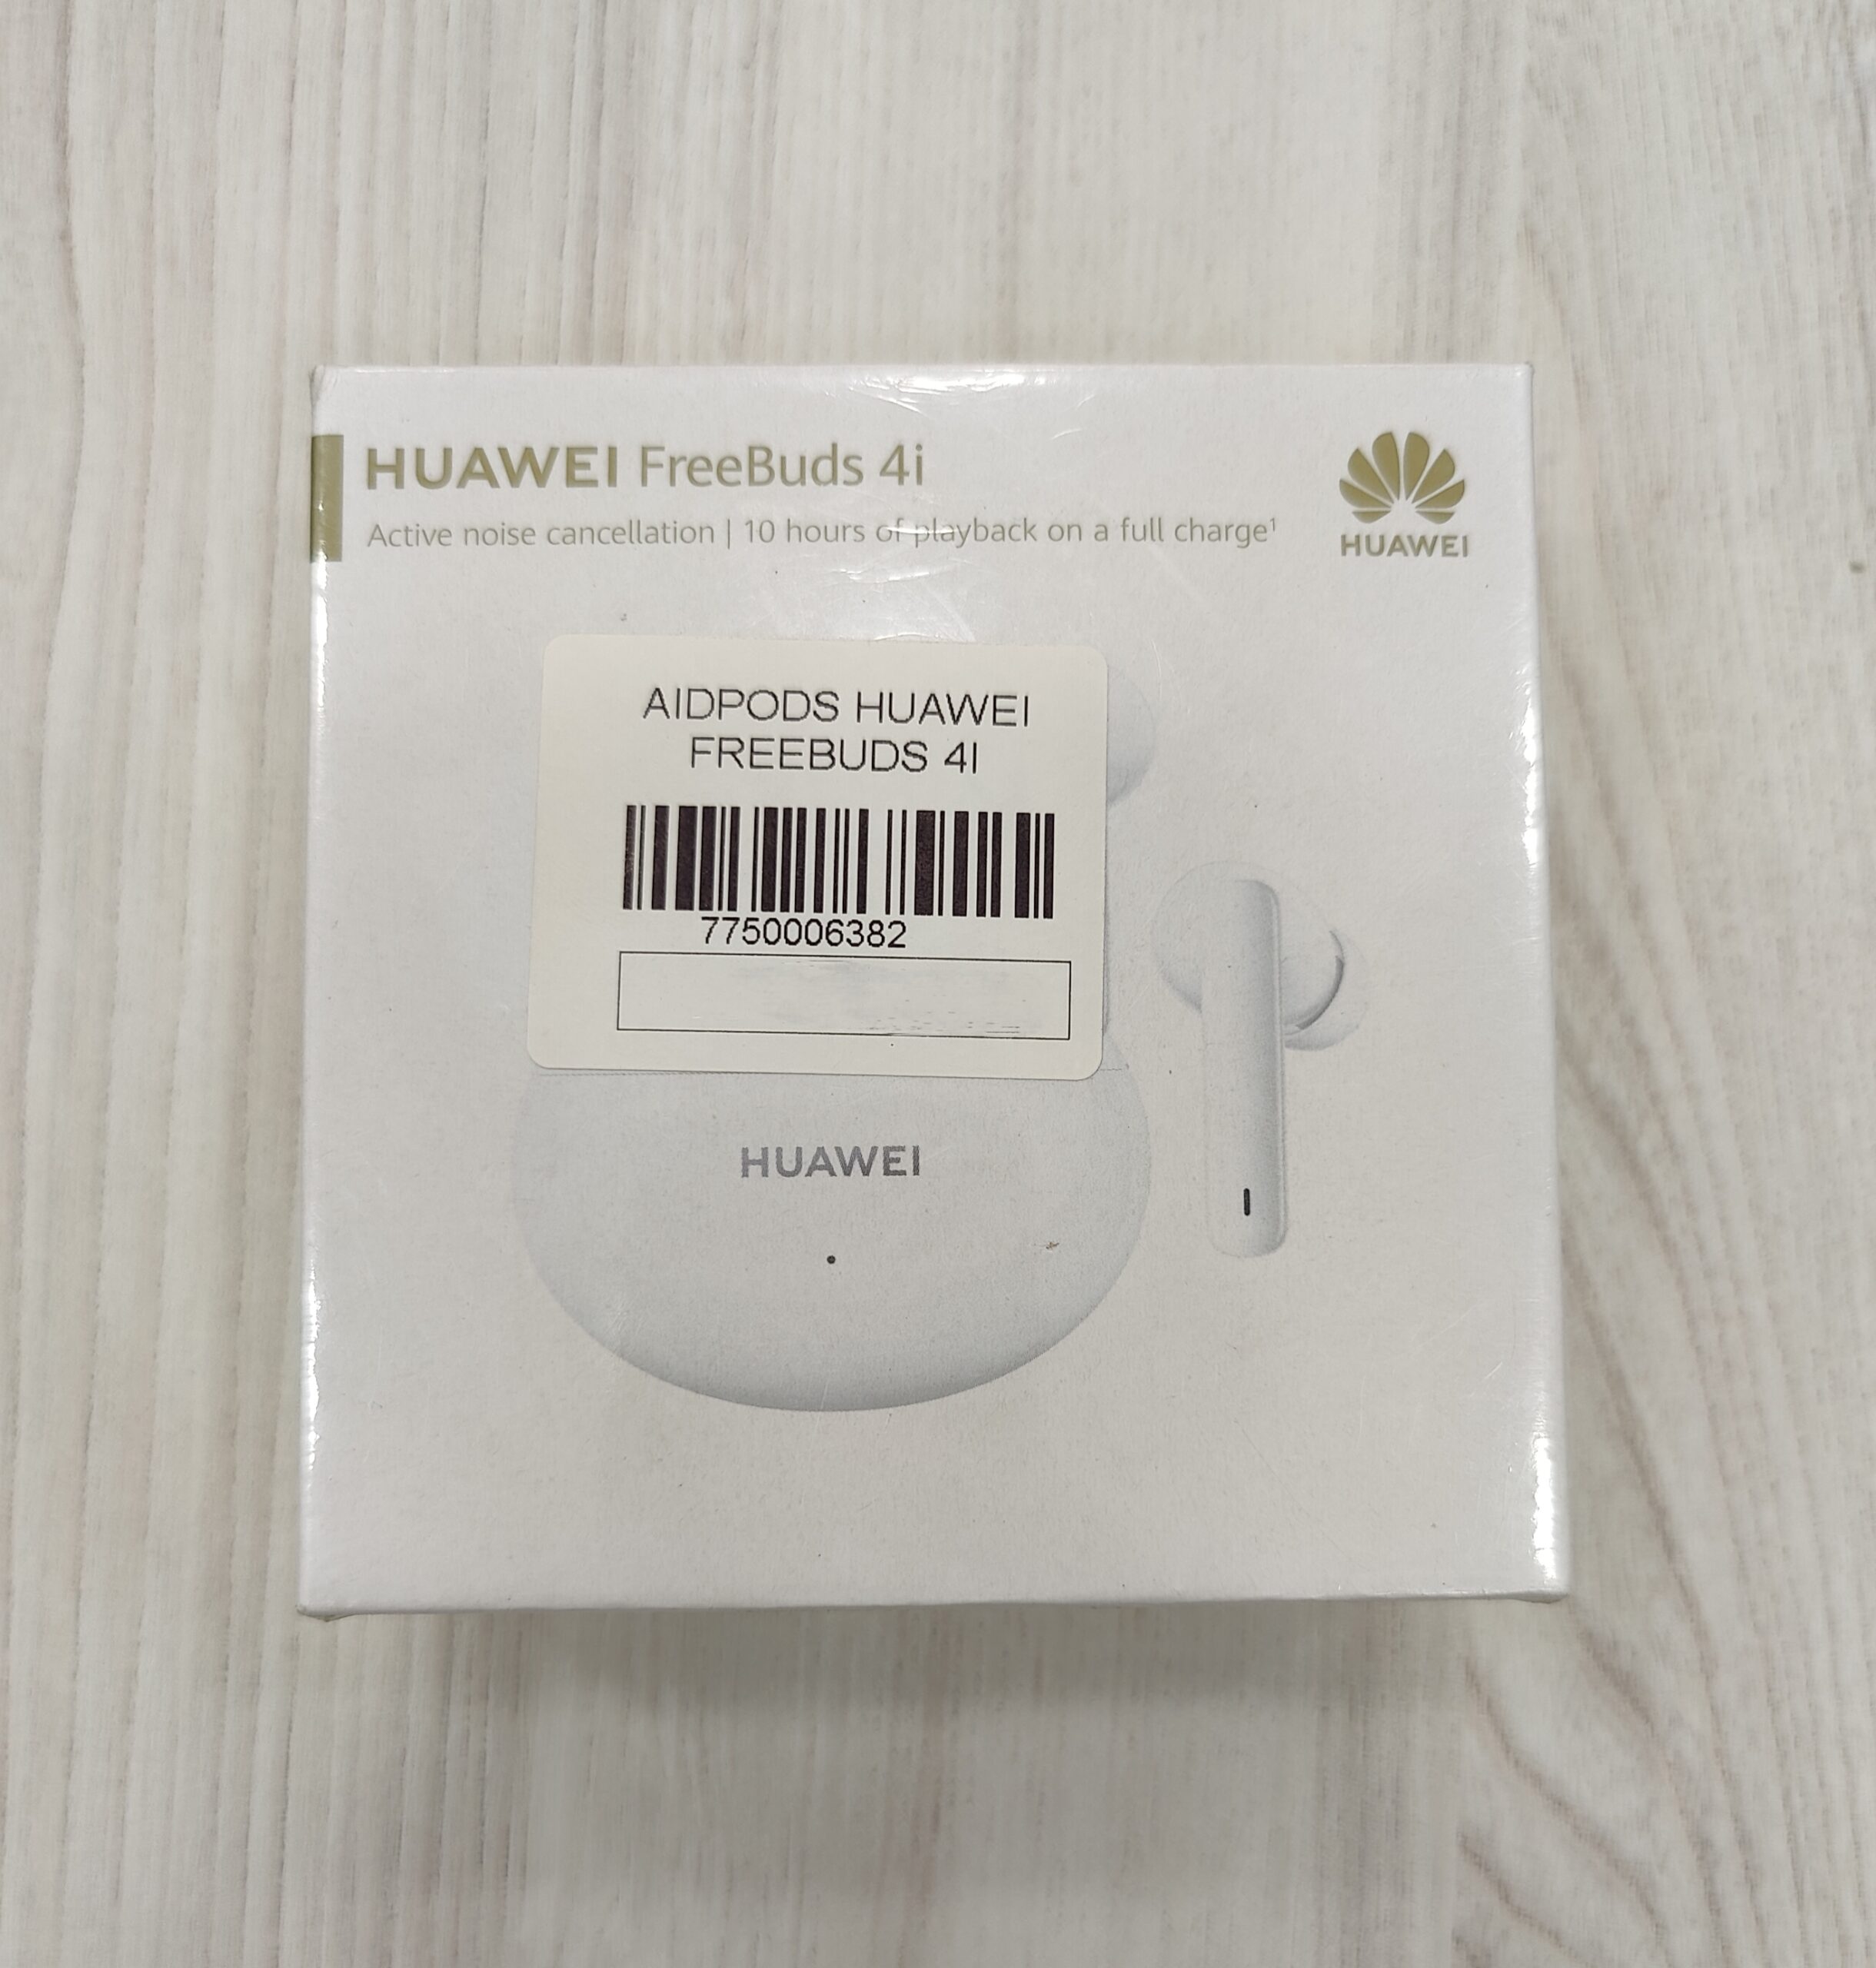 HUAWEI FreeBuds 4i
Active noise cancellation | 10 hours of playback on a full charge¹
HUAWEI
AIDPODS HUAWEI
FREEBUDS 4I
7750006382
HUAWEI